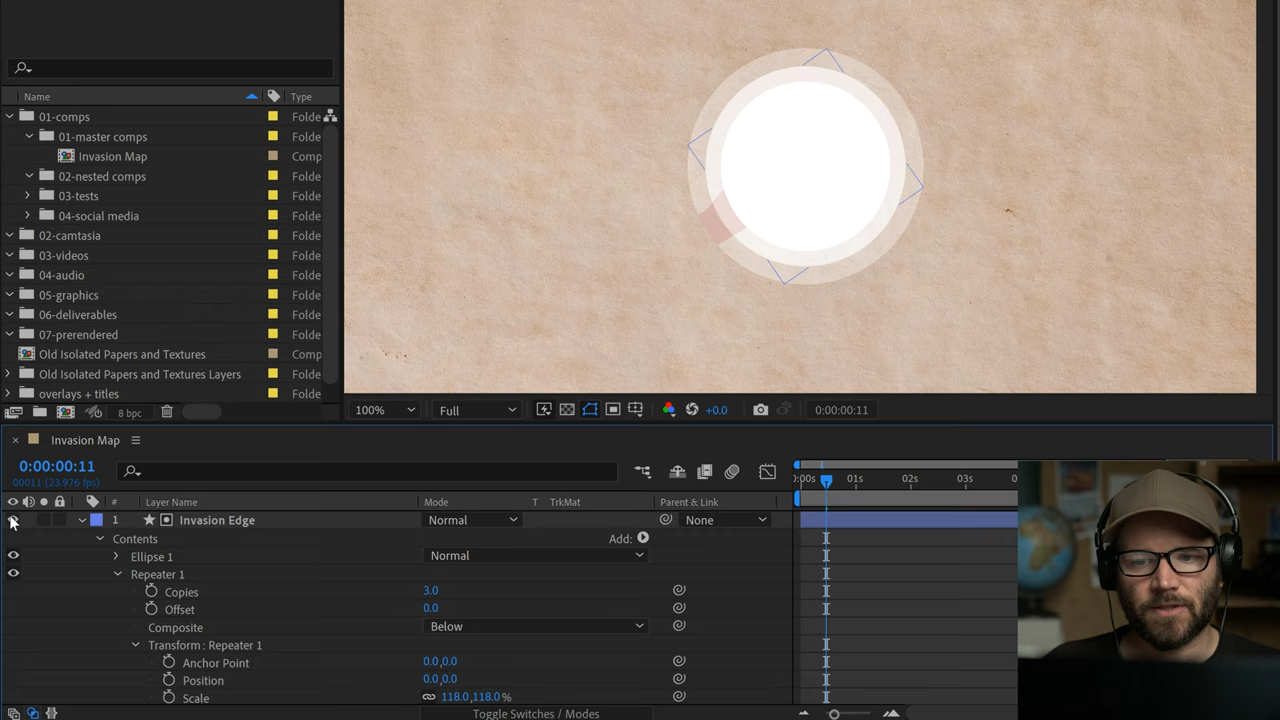 Name Type
01-comps Folde
01-master comps Folde
Invasion Map Comp
02-nested comps Folde
03-tests Folde
04-social media Folde
02-camtasia Folde
03-videos Folde
04-audio Folde
05-graphics Folde
06-deliverables Folde
07-prerendered Folde
Old Isolated Papers and Textures Comp
Old Isolated Papers and Textures Layers Folde
overlays + titles Folde
8 bpc
100% Full +0.0 0:00:00:11
× Invasion Map
0:00:00:11
00011 (23.976 fps)
:00s 01s 02s 03s 0
# Layer Name Mode T TrkMat Parent & Link
1 Invasion Edge Normal None
Contents Add:
Ellipse 1 Normal
Repeater 1
Copies 3.0
Offset 0.0
Composite Below
Transform : Repeater 1
Anchor Point 0.0,0.0
Position 0.0,0.0
Scale 118.0,118.0 %
Toggle Switches / Modes